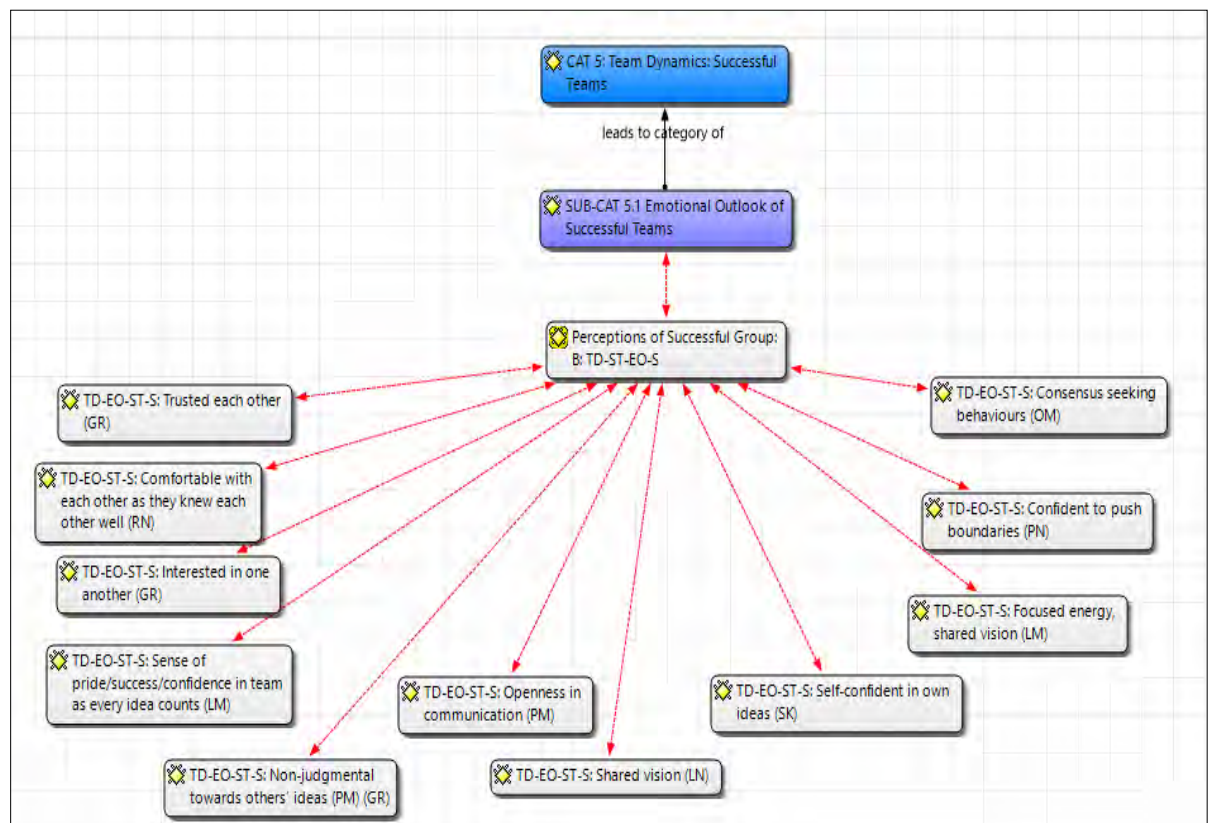 CAT 5: Team Dynamics: Successful
Teams
leads to category of
SUB-CAT 5.1 Emotional Outlook of
Successful Teams
Perceptions of Successful Group:
B: TD-ST-EO-S
TD-EO-ST-S: Trusted each other
(GR)
TD-EO-ST-S: Consensus seeking
behaviours (OM)
TD-EO-ST-S: Comfortable with
each other as they knew each
other well (RN)
TD-EO-ST-S: Confident to push
boundaries (PN)
TD-EO-ST-S: Interested in one
another (GR)
TD-EO-ST-S: Focused energy,
shared vision (LM)
TD-EO-ST-S: Sense of
pride/success/confidence in team
as every idea counts (LM)
TD-EO-ST-S: Openness in
communication (PM)
TD-EO-ST-S: Self-confident in own
ideas (SK)
TD-EO-ST-S: Non-judgmental
towards others' ideas (PM) (GR)
TD-EO-ST-S: Shared vision (LN)